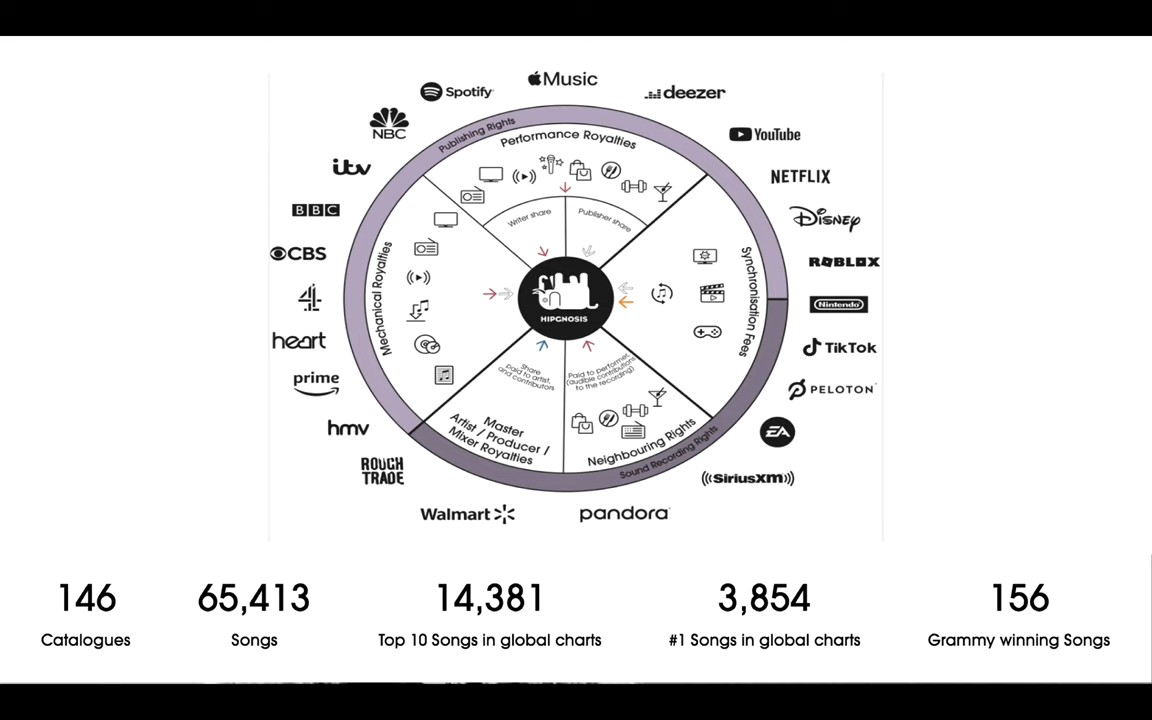 Music
Spotify
deezer
NBC
YouTube
itv
NETFLIX
BBC
DISNEY
CBS
ROBLOX
4
Nintendo
heart
TikTok
prime
PELOTON
hmv
EA
ROUGH
TRADE
SiriusXM
Walmart
pandora
Publishing Rights
Performance Royalties
Writer share
Publisher share
Mechanical Royalties
Synchronisation Fees
HIPGNOSIS
Share
paid to artist,
and contributors
Paid to performer,
(audible contributions
to the recording)
Master
Artist / Producer /
Mixer Royalties
Neighbouring Rights
Sound Recording Rights
146
65,413
14,381
3,854
156
Catalogues
Songs
Top 10 Songs in global charts
#1 Songs in global charts
Grammy winning Songs